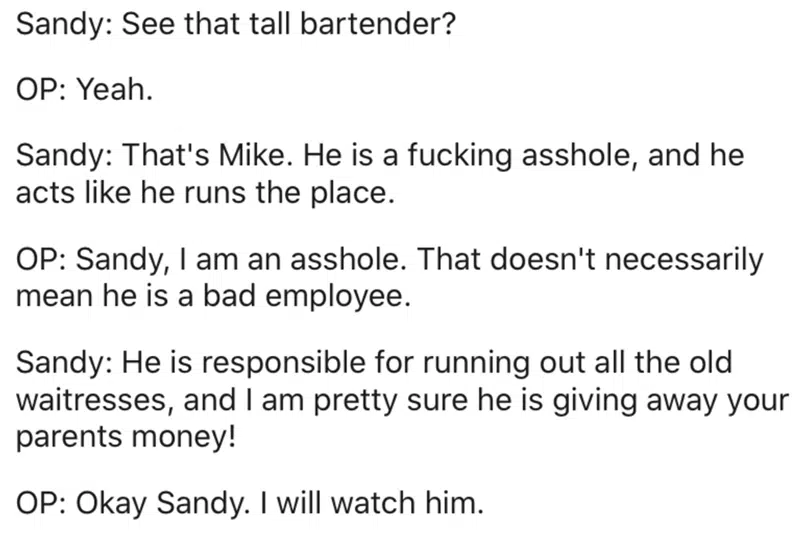 Sandy: See that tall bartender?
OP: Yeah.
Sandy: That's Mike. He is a fucking asshole, and he
acts like he runs the place.
OP: Sandy, I am an asshole. That doesn't necessarily
mean he is a bad employee.
Sandy: He is responsible for running out all the old
waitresses, and I am pretty sure he is giving away your
parents money!
OP: Okay Sandy. I will watch him.